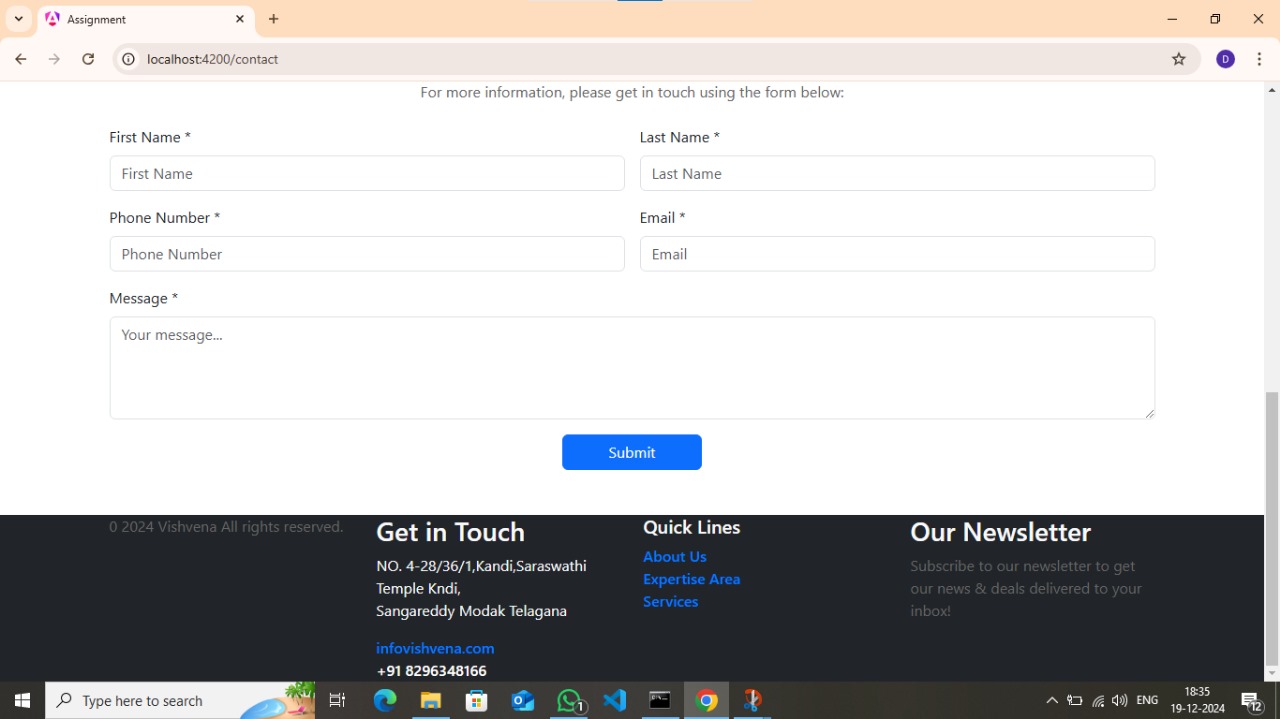 Assignment
localhost:4200/contact
D
For more information, please get in touch using the form below:
First Name *
Last Name *
First Name
Last Name
Phone Number *
Email *
Phone Number
Email
Message *
Your message...
Submit
0 2024 Vishvena All rights reserved.
Get in Touch
NO. 4-28/36/1,Kandi,Saraswathi
Temple Kndi,
Sangareddy Modak Telagana
infovishvena.com
+91 8296348166
Quick Lines
About Us
Expertise Area
Services
Our Newsletter
Subscribe to our newsletter to get
our news & deals delivered to your
inbox!
Type here to search
1
ENG
18:35
19-12-2024
12